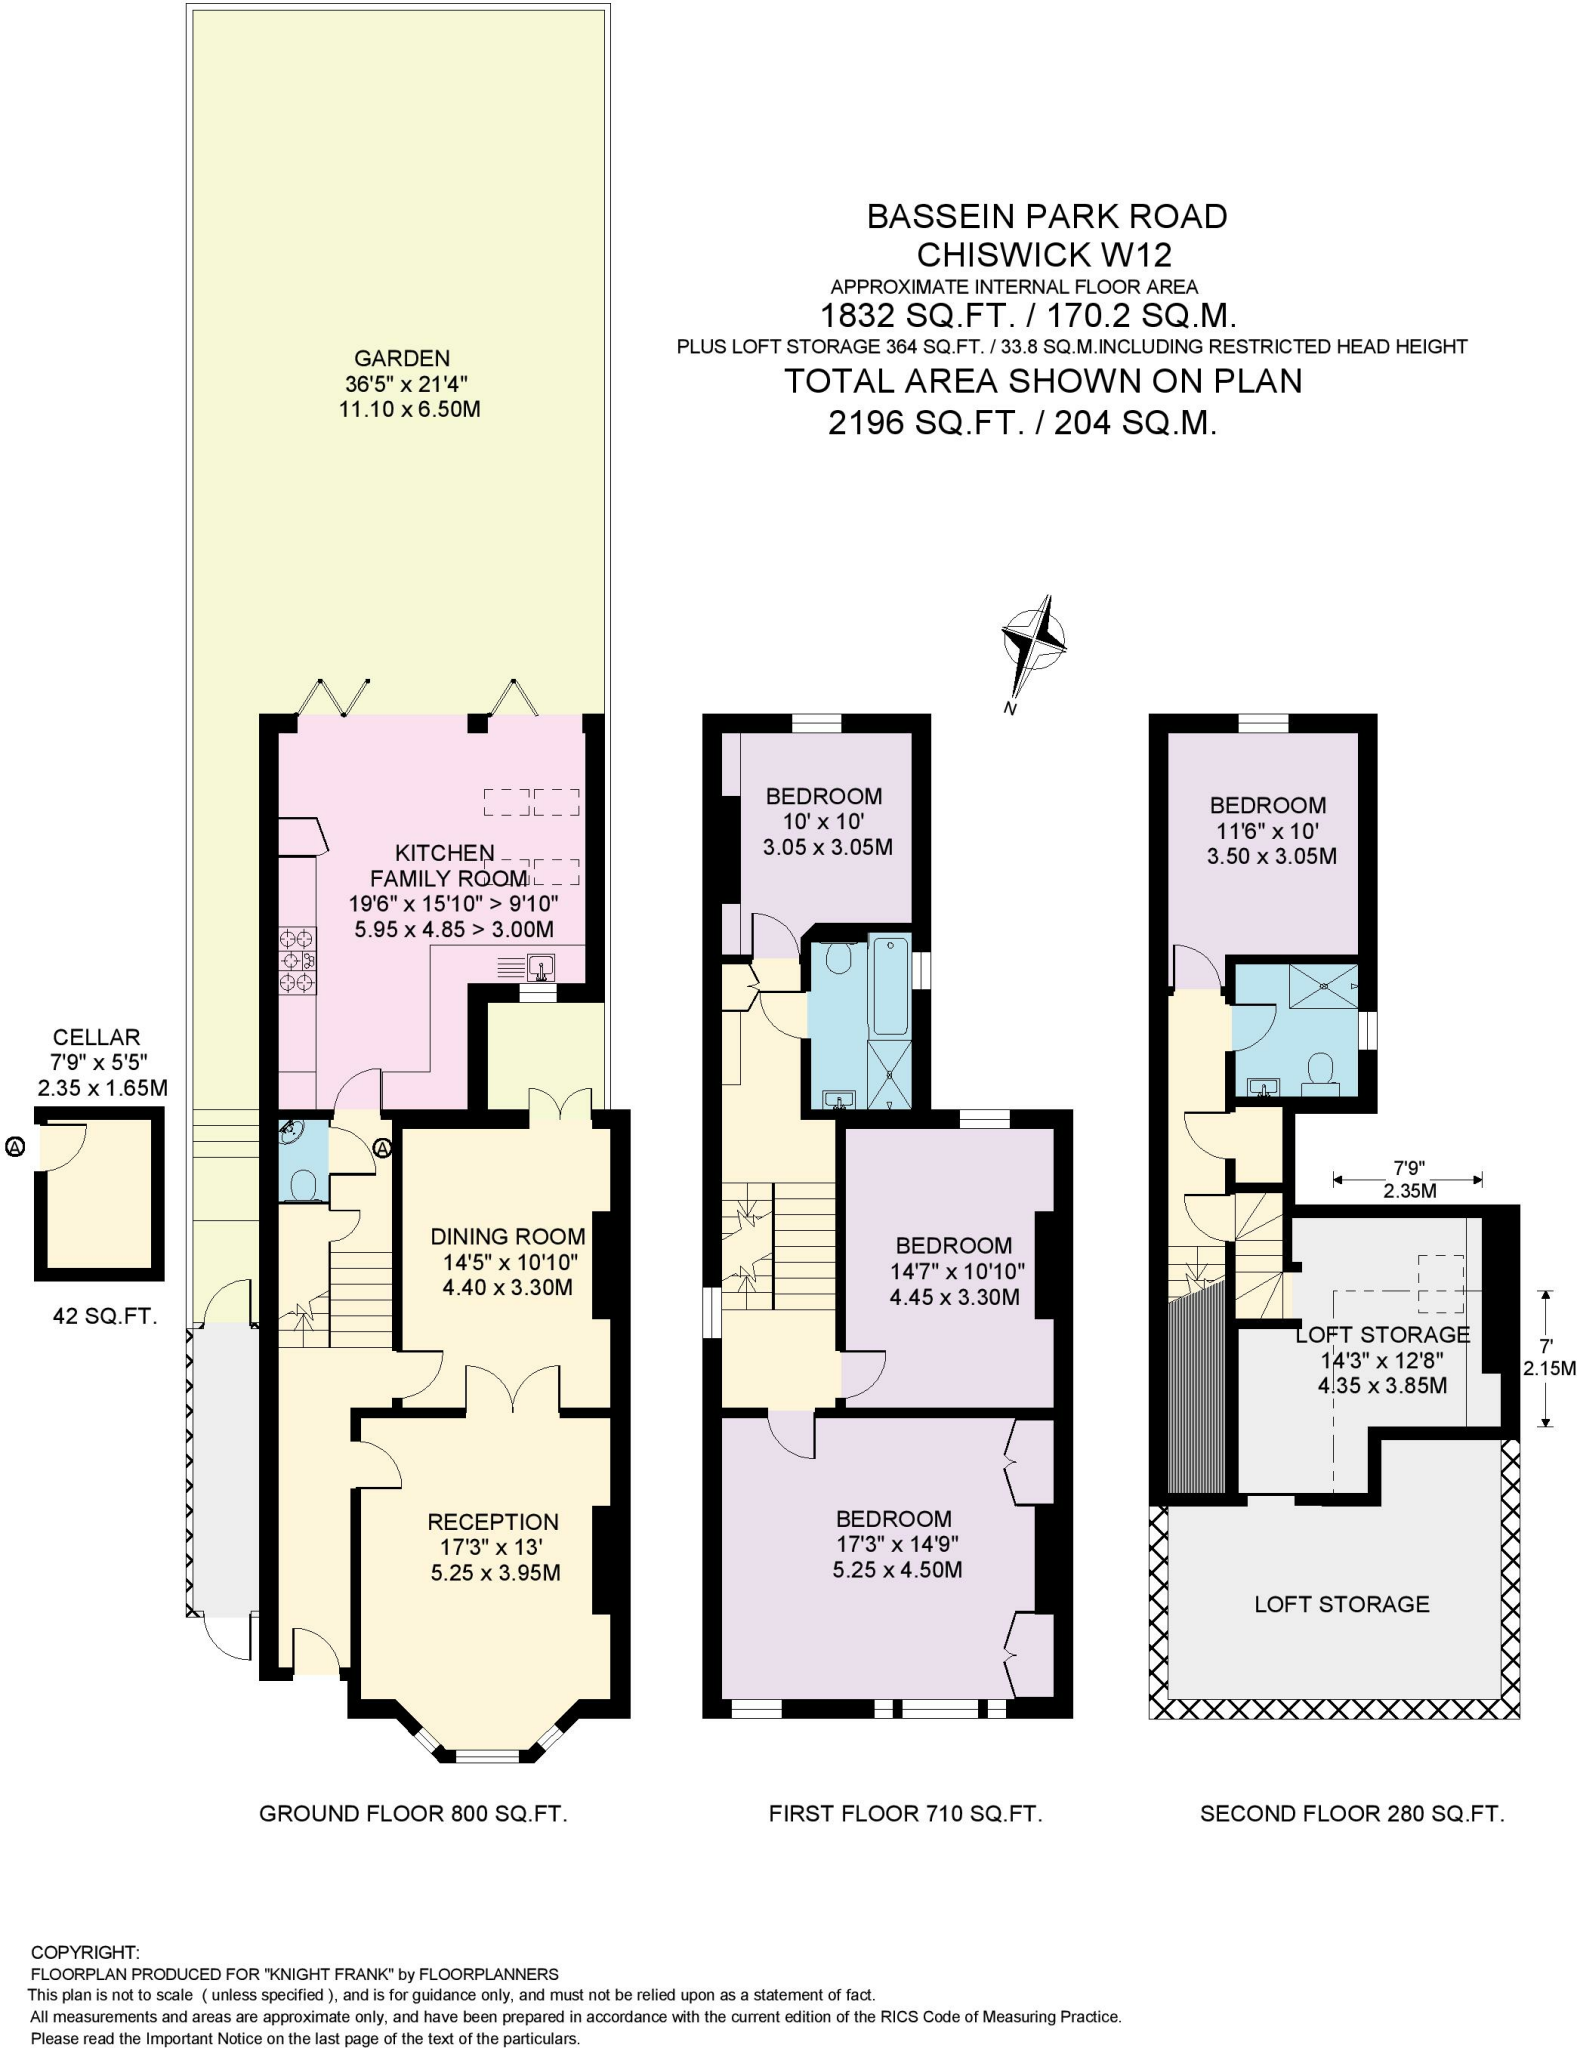 BASSEIN PARK ROAD
CHISWICK W12
APPROXIMATE INTERNAL FLOOR AREA
1832 SQ.FT. / 170.2 SQ.M.
PLUS LOFT STORAGE 364 SQ.FT. / 33.8 SQ.M.INCLUDING RESTRICTED HEAD HEIGHT
TOTAL AREA SHOWN ON PLAN
2196 SQ.FT. / 204 SQ.M.
GARDEN
36'5" x 21'4"
11.10 x 6.50M
N
KITCHEN
FAMILY ROOM
19'6" x 15'10" > 9'10"
5.95 x 4.85 > 3.00M
CELLAR
7'9" x 5'5"
2.35 x 1.65M
A
42 SQ.FT.
A
DINING ROOM
14'5" x 10'10"
4.40 x 3.30M
RECEPTION
17'3" x 13'
5.25 x 3.95M
GROUND FLOOR 800 SQ.FT.
BEDROOM
10' x 10'
3.05 x 3.05M
BEDROOM
14'7" x 10'10"
4.45 x 3.30M
BEDROOM
17'3" x 14'9"
5.25 x 4.50M
FIRST FLOOR 710 SQ.FT.
BEDROOM
11'6" x 10'
3.50 x 3.05M
7'9"
2.35M
LOFT STORAGE
14'3" x 12'8"
4.35 x 3.85M
7'
2.15M
LOFT STORAGE
SECOND FLOOR 280 SQ.FT.
COPYRIGHT:
FLOORPLAN PRODUCED FOR "KNIGHT FRANK" by FLOORPLANNERS
This plan is not to scale ( unless specified ), and is for guidance only, and must not be relied upon as a statement of fact.
All measurements and areas are approximate only, and have been prepared in accordance with the current edition of the RICS Code of Measuring Practice.
Please read the Important Notice on the last page of the text of the particulars.